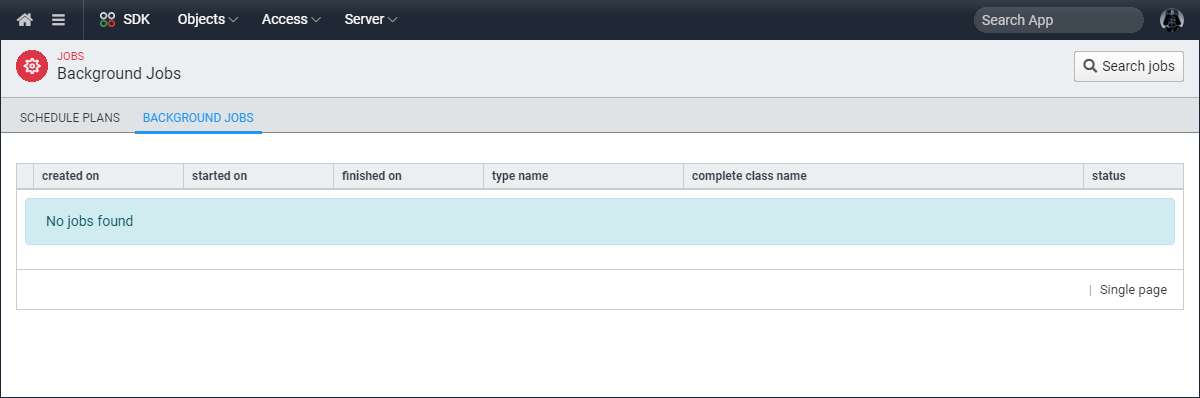 SDK Objects Access Server Search App
JOBS
Background Jobs
Search jobs
SCHEDULE PLANS BACKGROUND JOBS
created on started on finished on type name complete class name status
No jobs found
| Single page